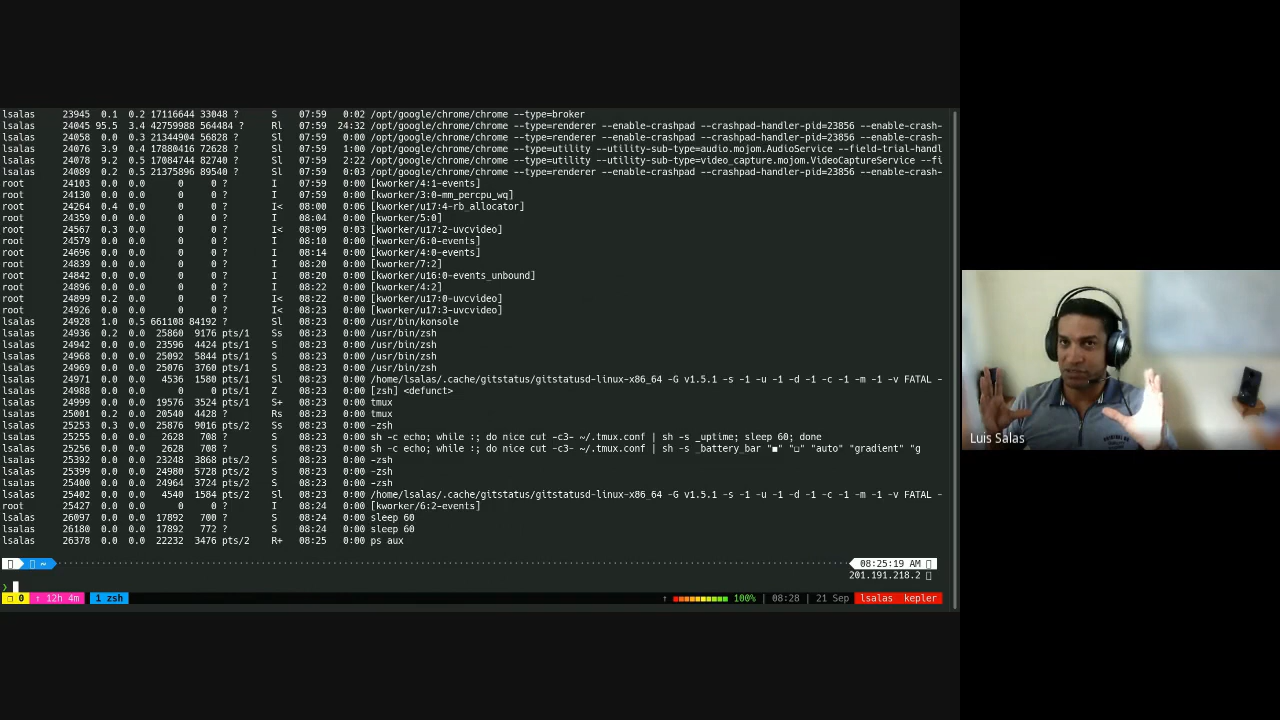 lsalas 23945 0.1 0.2 17116644 33048 ? S 07:59 0:02 /opt/google/chrome/chrome --type=broker
lsalas 24045 95.5 3.4 42759988 564484 ? Rl 07:59 24:32 /opt/google/chrome/chrome --type=renderer --enable-crashpad --crashpad-handler-pid=23856 --enable-crash-
lsalas 24058 0.0 0.3 21344904 56828 ? Sl 07:59 0:00 /opt/google/chrome/chrome --type=renderer --enable-crashpad --crashpad-handler-pid=23856 --enable-crash-
lsalas 24076 3.9 0.4 17880416 72628 ? Sl 07:59 1:00 /opt/google/chrome/chrome --type=utility --utility-sub-type=audio.mojom.AudioService --field-trial-handl
lsalas 24078 9.2 0.5 17084744 82740 ? Sl 07:59 2:22 /opt/google/chrome/chrome --type=utility --utility-sub-type=video_capture.mojom.VideoCaptureService --fi
lsalas 24089 0.2 0.5 21375896 89540 ? Sl 07:59 0:03 /opt/google/chrome/chrome --type=renderer --enable-crashpad --crashpad-handler-pid=23856 --enable-crash-
root 24103 0.0 0.0 0 0 ? I 07:59 0:00 [kworker/4:1-events]
root 24130 0.0 0.0 0 0 ? I 07:59 0:00 [kworker/3:0-mm_percpu_wq]
root 24264 0.4 0.0 0 0 ? I< 08:00 0:06 [kworker/u17:4-rb_allocator]
root 24359 0.0 0.0 0 0 ? I 08:04 0:00 [kworker/5:0]
root 24567 0.3 0.0 0 0 ? I< 08:09 0:03 [kworker/u17:2-uvcvideo]
root 24579 0.0 0.0 0 0 ? I 08:10 0:00 [kworker/6:0-events]
root 24696 0.0 0.0 0 0 ? I 08:14 0:00 [kworker/4:0-events]
root 24839 0.0 0.0 0 0 ? I 08:20 0:00 [kworker/7:2]
root 24842 0.0 0.0 0 0 ? I 08:20 0:00 [kworker/u16:0-events_unbound]
root 24896 0.0 0.0 0 0 ? I 08:22 0:00 [kworker/4:2]
root 24899 0.2 0.0 0 0 ? I< 08:22 0:00 [kworker/u17:0-uvcvideo]
root 24926 0.0 0.0 0 0 ? I< 08:23 0:00 [kworker/u17:3-uvcvideo]
lsalas 24928 1.0 0.5 661108 84192 ? Sl 08:23 0:00 /usr/bin/konsole
lsalas 24936 0.2 0.0 25860 9176 pts/1 Ss 08:23 0:00 /usr/bin/zsh
lsalas 24942 0.0 0.0 23596 4424 pts/1 S 08:23 0:00 /usr/bin/zsh
lsalas 24968 0.0 0.0 25092 5844 pts/1 S 08:23 0:00 /usr/bin/zsh
lsalas 24969 0.0 0.0 25076 3760 pts/1 S 08:23 0:00 /usr/bin/zsh
lsalas 24971 0.0 0.0 4536 1580 pts/1 Sl 08:23 0:00 /home/lsalas/.cache/gitstatus/gitstatusd-linux-x86_64 -G v1.5.1 -s -1 -u -1 -d -1 -c -1 -m -1 -v FATAL -
lsalas 24988 0.0 0.0 0 0 pts/1 Z 08:23 0:00 [zsh] <defunct>
lsalas 24999 0.0 0.0 19576 3524 pts/1 S+ 08:23 0:00 tmux
lsalas 25001 0.2 0.0 20540 4428 ? Rs 08:23 0:00 tmux
lsalas 25253 0.3 0.0 25876 9016 pts/2 Ss 08:23 0:00 -zsh
lsalas 25255 0.0 0.0 2628 708 ? S 08:23 0:00 sh -c echo; while :; do nice cut -c3- ~/.tmux.conf | sh -s _uptime; sleep 60; done
lsalas 25256 0.0 0.0 2628 708 ? S 08:23 0:00 sh -c echo; while :; do nice cut -c3- ~/.tmux.conf | sh -s _battery_bar "◼" "◻" "auto" "gradient" "g
lsalas 25392 0.0 0.0 23248 3868 pts/2 S 08:23 0:00 -zsh
lsalas 25399 0.0 0.0 24980 5728 pts/2 S 08:23 0:00 -zsh
lsalas 25400 0.0 0.0 24964 3724 pts/2 S 08:23 0:00 -zsh
lsalas 25402 0.0 0.0 4540 1584 pts/2 Sl 08:23 0:00 /home/lsalas/.cache/gitstatus/gitstatusd-linux-x86_64 -G v1.5.1 -s -1 -u -1 -d -1 -c -1 -m -1 -v FATAL -
root 25427 0.0 0.0 0 0 ? I 08:24 0:00 [kworker/6:2-events]
lsalas 26097 0.0 0.0 17892 700 ? S 08:24 0:00 sleep 60
lsalas 26180 0.0 0.0 17892 772 ? S 08:24 0:00 sleep 60
lsalas 26378 0.0 0.0 22232 3476 pts/2 R+ 08:25 0:00 ps aux
~ 08:25:19 AM
201.191.218.2
❯
❐ 0 ↑ 12h 4m 1 zsh ↑ 100% | 08:28 | 21 Sep lsalas kepler
Luis Salas